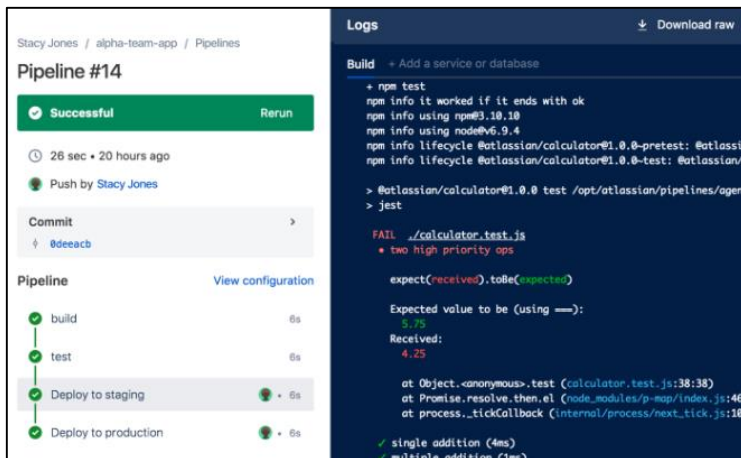 Stacy Jones / alpha-team-app / Pipelines
Pipeline #14
Successful Rerun
26 sec • 20 hours ago
Push by Stacy Jones
Commit >
0deeacb
Pipeline View configuration
build 6s
test 6s
Deploy to staging • 6s
Deploy to production • 6s
Logs Download raw
Build + Add a service or database
+ npm test
npm info it worked if it ends with ok
npm info using npm@3.10.10
npm info using node@v6.9.4
npm info lifecycle @atlassian/calculator@1.0.0~pretest: @atlassi
npm info lifecycle @atlassian/calculator@1.0.0~test: @atlassian/
> @atlassian/calculator@1.0.0 test /opt/atlassian/pipelines/agen
> jest
FAIL ./calculator.test.js
• two high priority ops
expect(received).toBe(expected)
Expected value to be (using ===):
5.75
Received:
4.25
at Object.<anonymous>.test (calculator.test.js:38:38)
at Promise.resolve.then.el (node_modules/p-map/index.js:46
at process._tickCallback (internal/process/next_tick.js:10
✓ single addition (4ms)
✓ multiple addition (1ms)